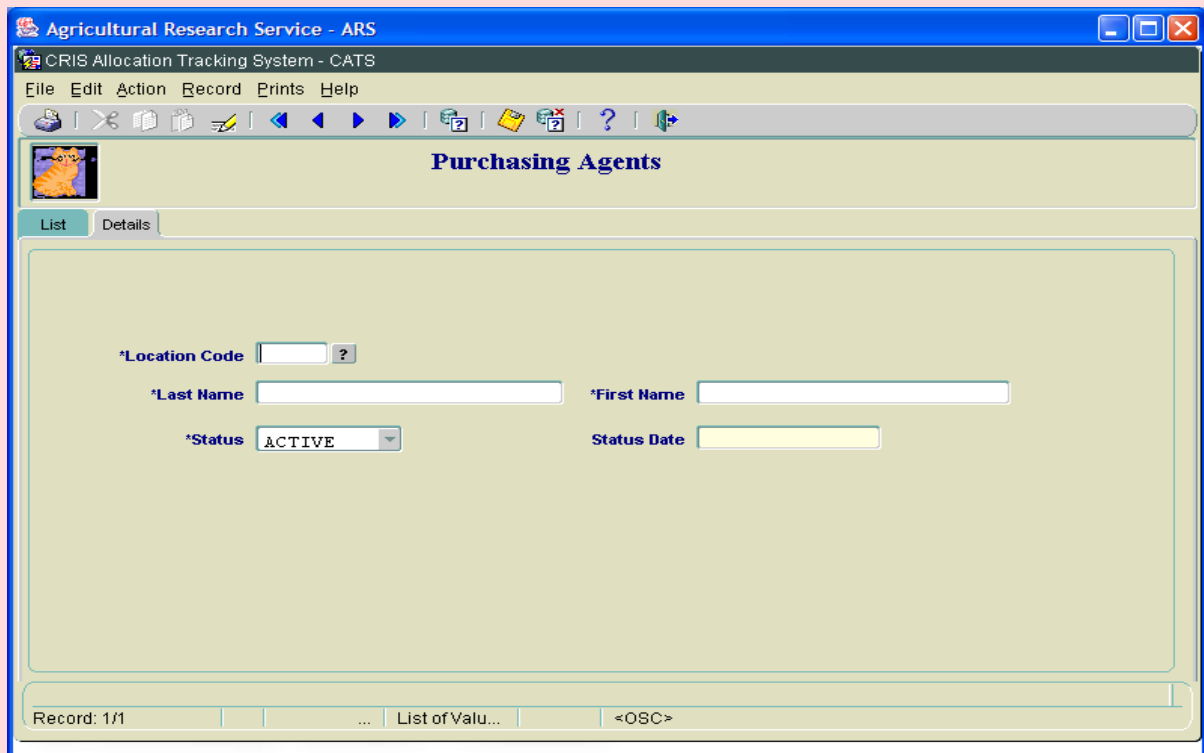 Agricultural Research Service - ARS
CRIS Allocation Tracking System - CATS
File Edit Action Record Prints Help
? ? ?
Purchasing Agents
List Details
*Location Code ?
*Last Name *First Name
*Status ACTIVE Status Date
Record: 1/1 ... List of Valu... <OSC>